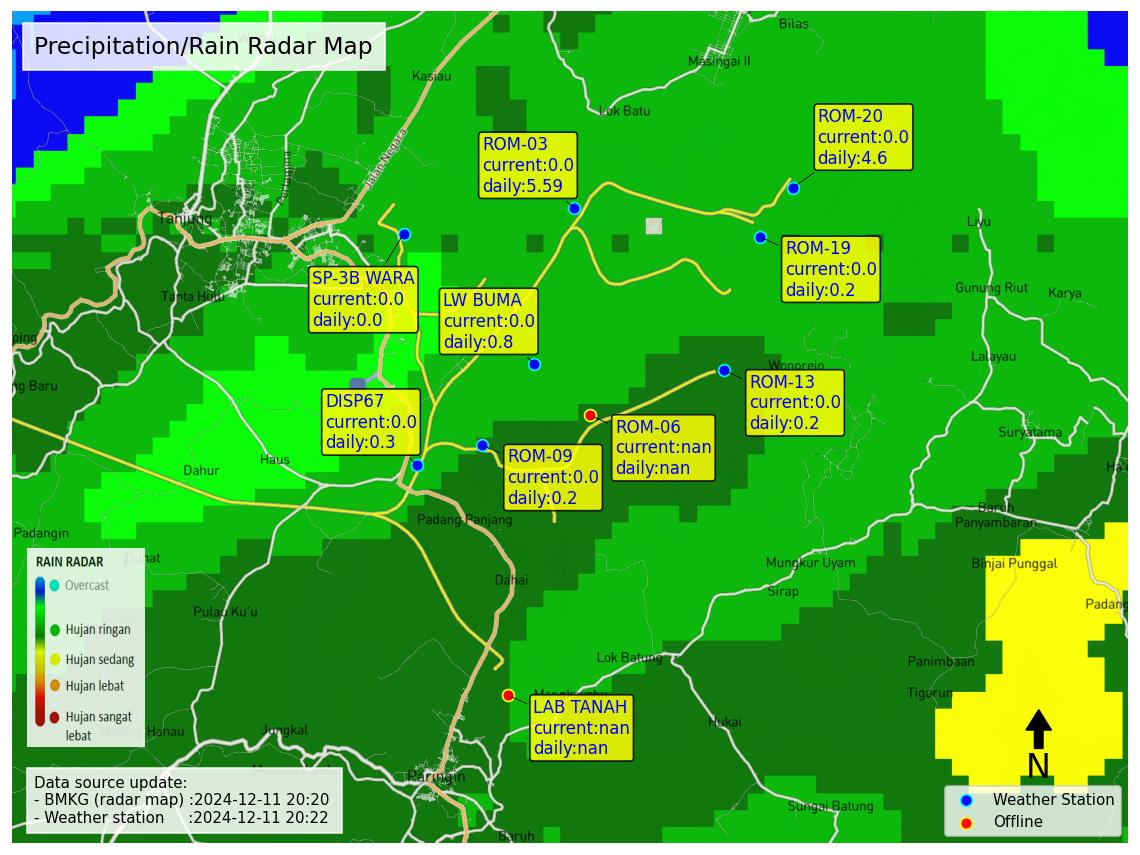 Precipitation/Rain Radar Map
Bilas
Masingai II
Kasiau
Lok Batu
Jalan Negara
ROM-20
current:0.0
daily:4.6
ROM-03
current:0.0
daily:5.59
Tanjung
Liyu
ROM-19
current:0.0
daily:0.2
SP-3B WARA
current:0.0
daily:0.0
Tanta Hulu
LW BUMA
current:0.0
daily:0.8
Gunung Riut
Karya
ping
Lalayau
Wonorejo
ng Baru
ROM-13
current:0.0
daily:0.2
DISP67
current:0.0
daily:0.3
ROM-06
current:nan
daily:nan
Suryatama
ROM-09
current:0.0
daily:0.2
Haus
Dahur
Baruh
Panyambaran
Padang Panjang
Padangin
Mungkur Uyam
Binjai Punggal
Dahai
Sirap
Padang
Pulau Ku'u
RAIN RADAR
Overcast
Hujan ringan
Hujan sedang
Hujan lebat
Hujan sangat
lebat
Lok Batung
Panimbaan
Tigarun
LAB TANAH
current:nan
daily:nan
Hukai
Jungkal
Paringin
N
Sungai Batung
Baruh
Data source update:
- BMKG (radar map) :2024-12-11 20:20
- Weather station :2024-12-11 20:22
Weather Station
Offline